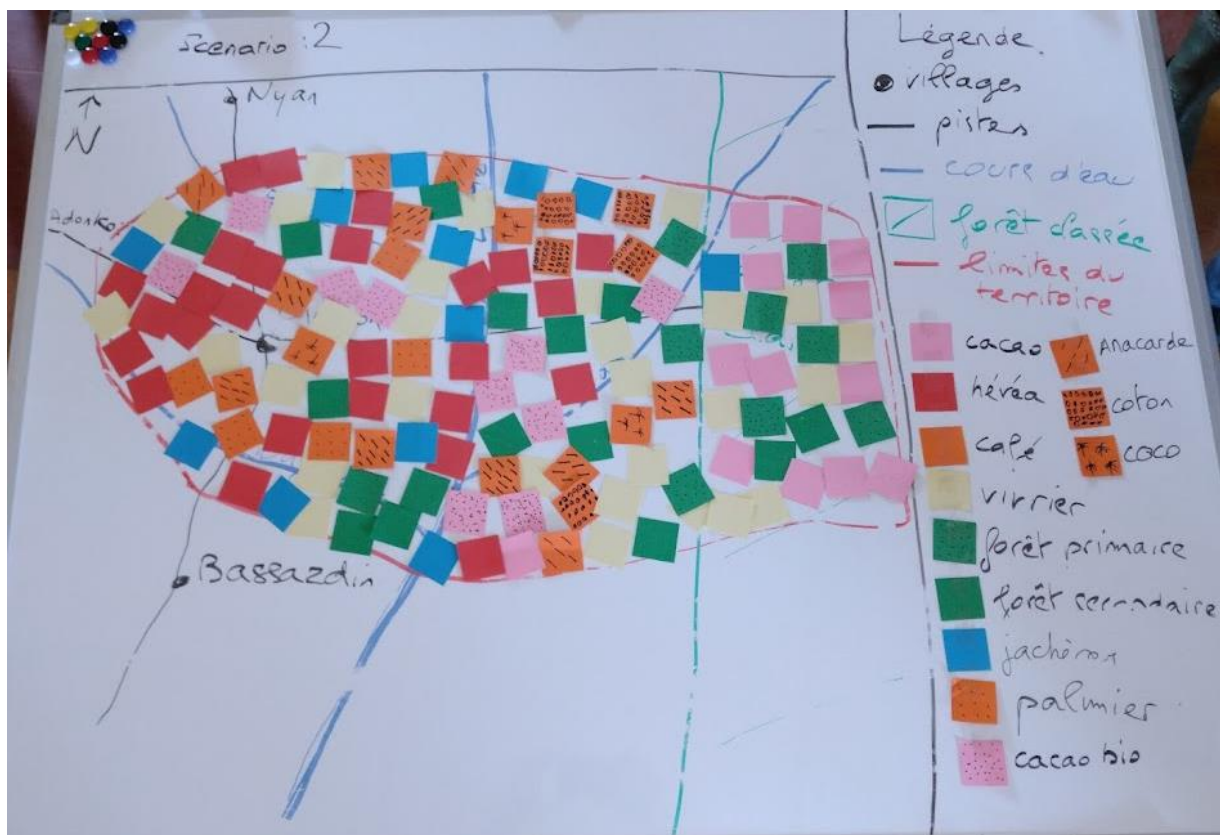 Scenario : 2
N
Nyan
Adonko
Bassazdin
Légende.
villages
pistes
cours d'eau
forêt classée
limites du
territoire
cacao
Anacarde
hévéa
coton
café
coco
vivrier
forêt primaire
forêt secondaire
palmier
cacao bio